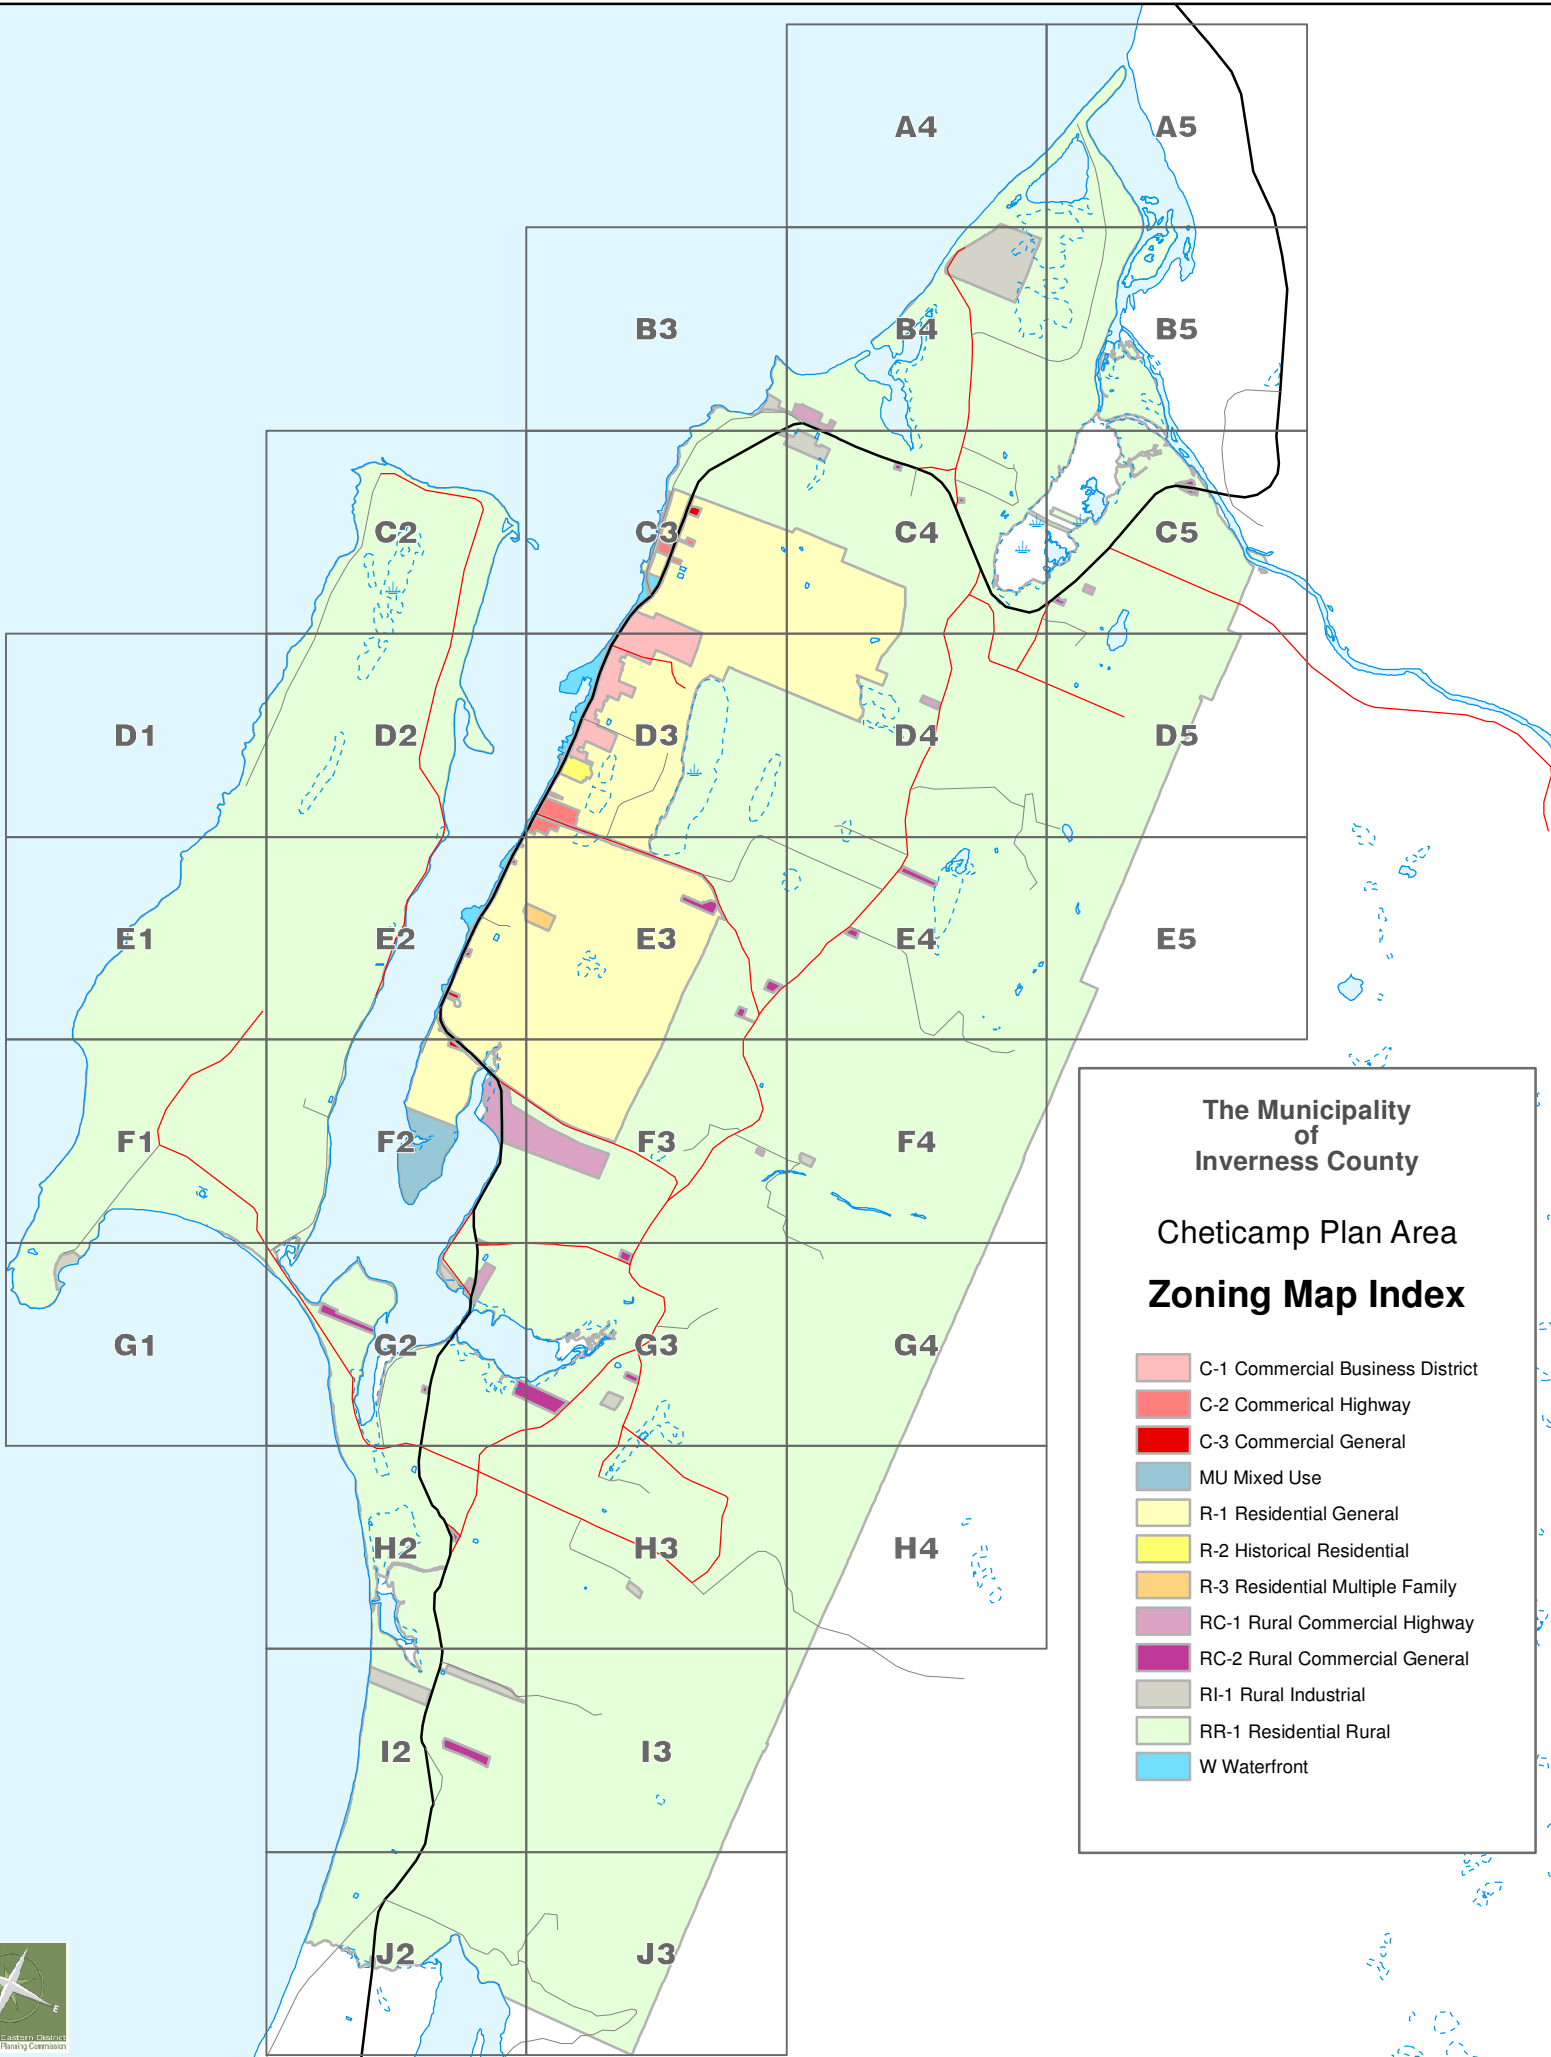 A4
A5
B3
B4
B5
C2
C3
C4
C5
D1
D2
D3
D4
D5
E1
E2
E3
E4
E5
F1
F2
F3
F4
G1
G2
G3
G4
H2
H3
H4
I2
I3
J2
J3
The Municipality
of
Inverness County
Cheticamp Plan Area
Zoning Map Index
C-1 Commercial Business District
C-2 Commerical Highway
C-3 Commercial General
MU Mixed Use
R-1 Residential General
R-2 Historical Residential
R-3 Residential Multiple Family
RC-1 Rural Commercial Highway
RC-2 Rural Commercial General
RI-1 Rural Industrial
RR-1 Residential Rural
W Waterfront
E
Eastern District
Planning Commission